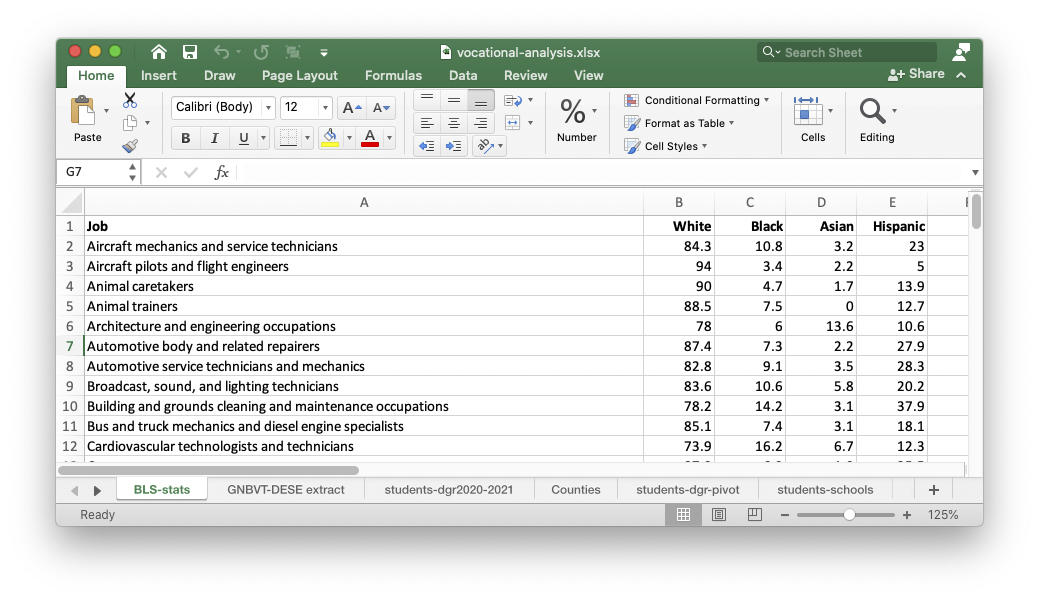 vocational-analysis.xlsx
Search Sheet
Home Insert Draw Page Layout Formulas Data Review View Share
Calibri (Body) 12 A A
Paste B I U A
% Number
Conditional Formatting
Format as Table
Cell Styles
Cells
Editing
G7 fx
A B C D E
1 Job White Black Asian Hispanic
2 Aircraft mechanics and service technicians 84.3 10.8 3.2 23
3 Aircraft pilots and flight engineers 94 3.4 2.2 5
4 Animal caretakers 90 4.7 1.7 13.9
5 Animal trainers 88.5 7.5 0 12.7
6 Architecture and engineering occupations 78 6 13.6 10.6
7 Automotive body and related repairers 87.4 7.3 2.2 27.9
8 Automotive service technicians and mechanics 82.8 9.1 3.5 28.3
9 Broadcast, sound, and lighting technicians 83.6 10.6 5.8 20.2
10 Building and grounds cleaning and maintenance occupations 78.2 14.2 3.1 37.9
11 Bus and truck mechanics and diesel engine specialists 85.1 7.4 3.1 18.1
12 Cardiovascular technologists and technicians 73.9 16.2 6.7 12.3
BLS-stats GNBVT-DESE extract students-dgr2020-2021 Counties students-dgr-pivot students-schools +
Ready − + 125%